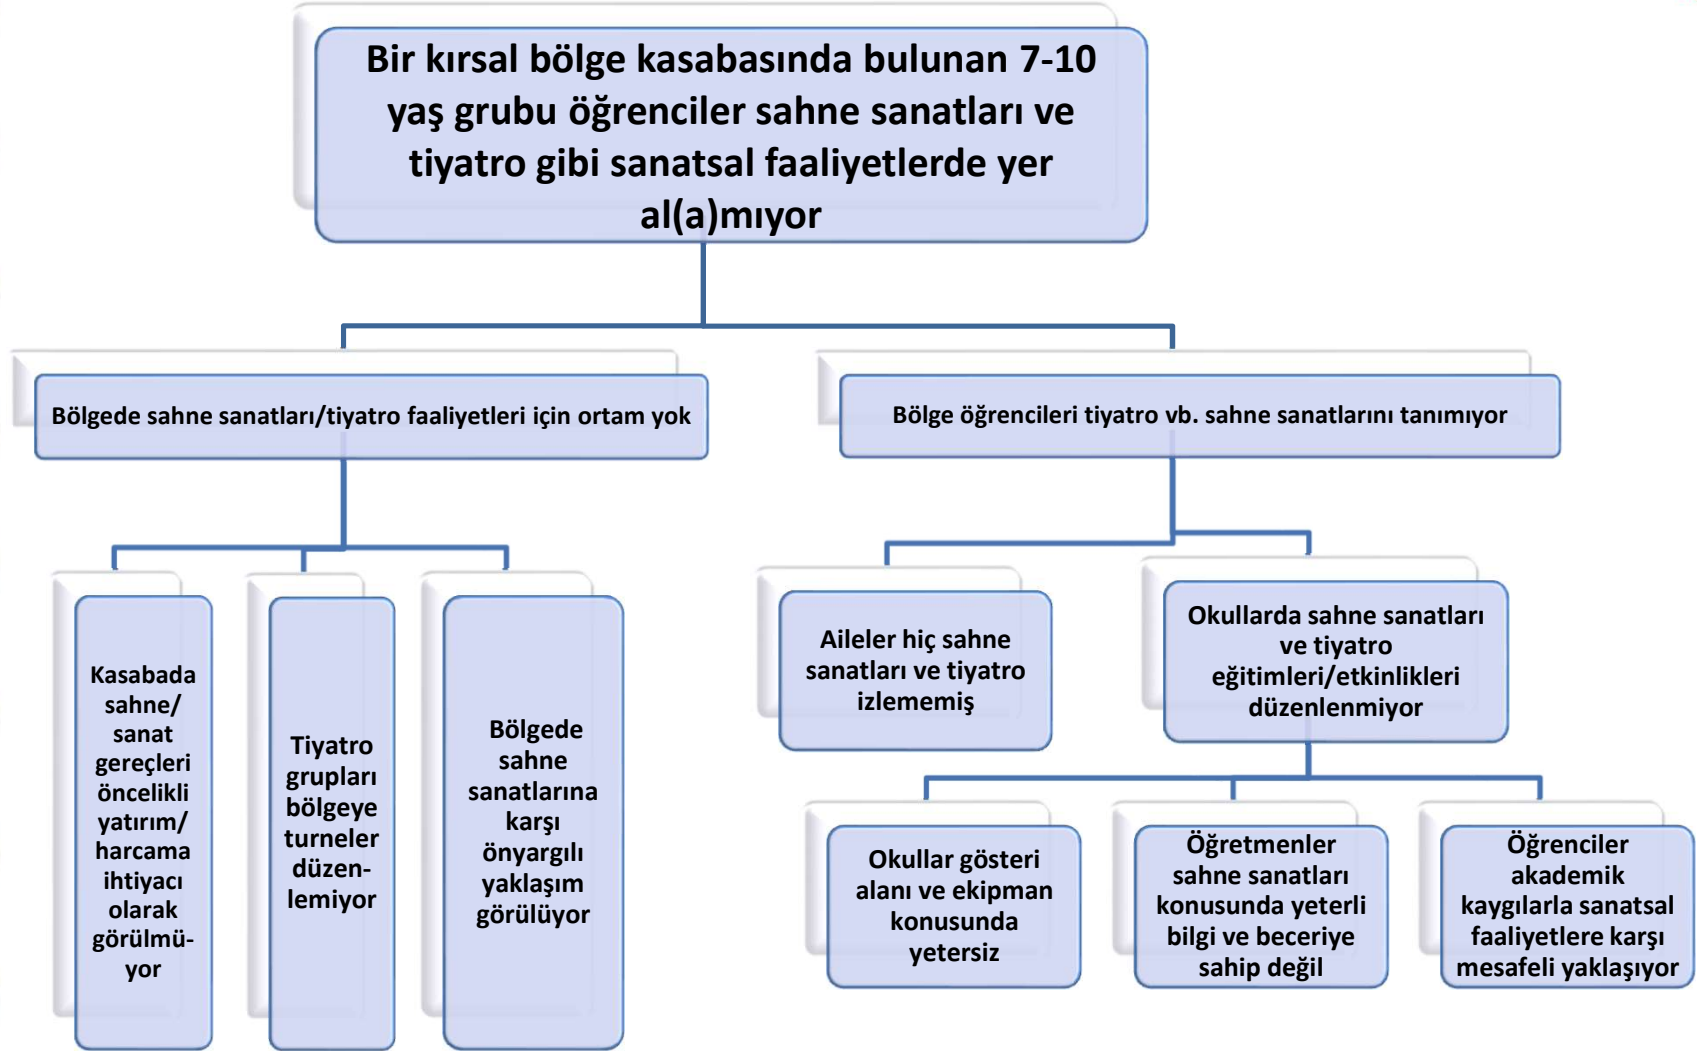 Bir kırsal bölge kasabasında bulunan 7-10
yaş grubu öğrenciler sahne sanatları ve
tiyatro gibi sanatsal faaliyetlerde yer
al(a)mıyor
Bölgede sahne sanatları/tiyatro faaliyetleri için ortam yok
Bölge öğrencileri tiyatro vb. sahne sanatlarını tanımıyor
Kasabada
sahne/
sanat
gereçleri
öncelikli
yatırım/
harcama
ihtiyacı
olarak
görülmü-
yor
Tiyatro
grupları
bölgeye
turneler
düzen-
lemiyor
Bölgede
sahne
sanatlarına
karşı
önyargılı
yaklaşım
görülüyor
Aileler hiç sahne
sanatları ve tiyatro
izlememiş
Okullarda sahne sanatları
ve tiyatro
eğitimleri/etkinlikleri
düzenlenmiyor
Okullar gösteri
alanı ve ekipman
konusunda
yetersiz
Öğretmenler
sahne sanatları
konusunda yeterli
bilgi ve beceriye
sahip değil
Öğrenciler
akademik
kaygılarla sanatsal
faaliyetlere karşı
mesafeli yaklaşıyor